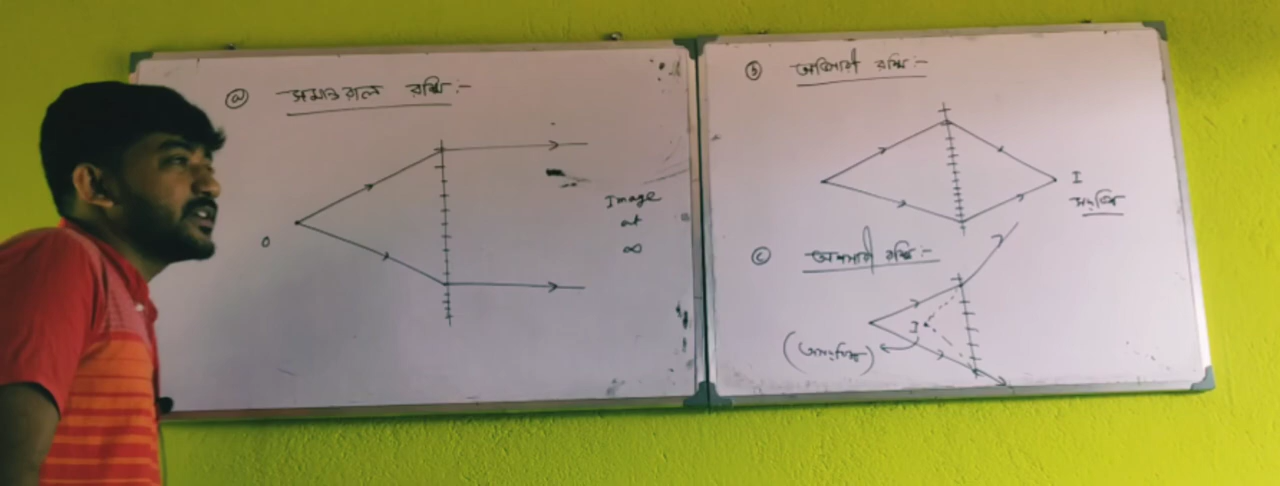 ⓐ সমান্তরাল রশ্মি :-
O
Image
at
∞
ⓑ অভিসারী রশ্মি :-
I
সদবিম্ব
ⓒ অপসারী রশ্মি :-
I
(অসদবিম্ব)